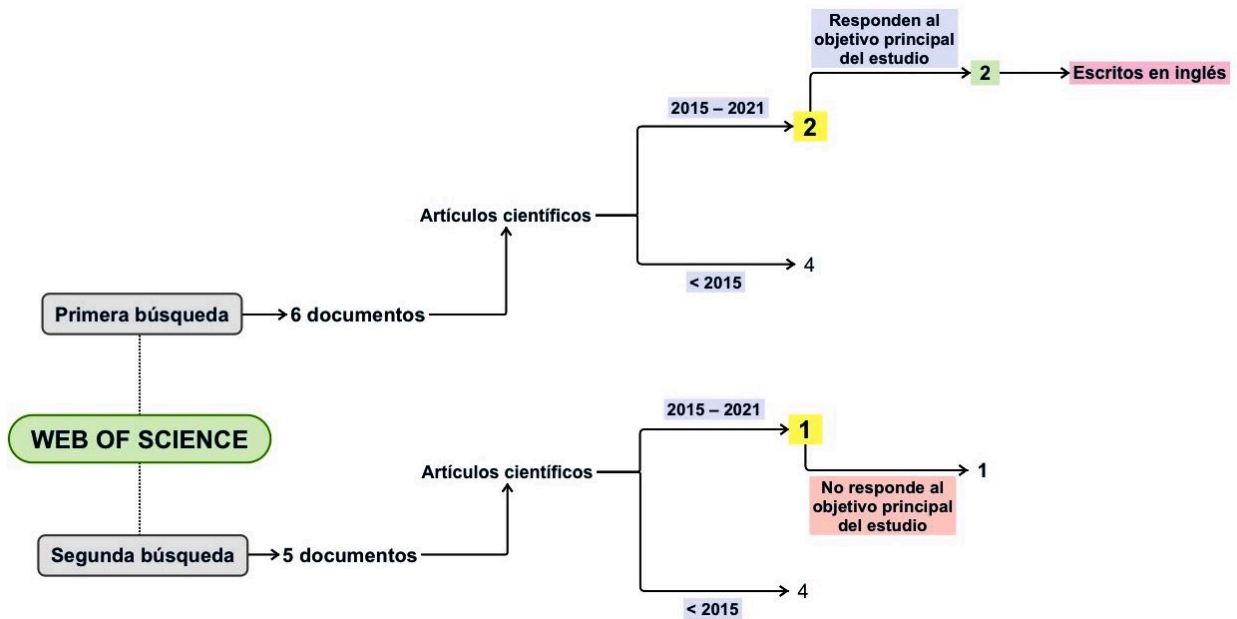 Responden al
objetivo principal
del estudio
2
Escritos en inglés
2015 – 2021
2
Artículos científicos
4
< 2015
Primera búsqueda
6 documentos
WEB OF SCIENCE
2015 – 2021
1
Artículos científicos
1
No responde al
objetivo principal
del estudio
Segunda búsqueda
5 documentos
4
< 2015